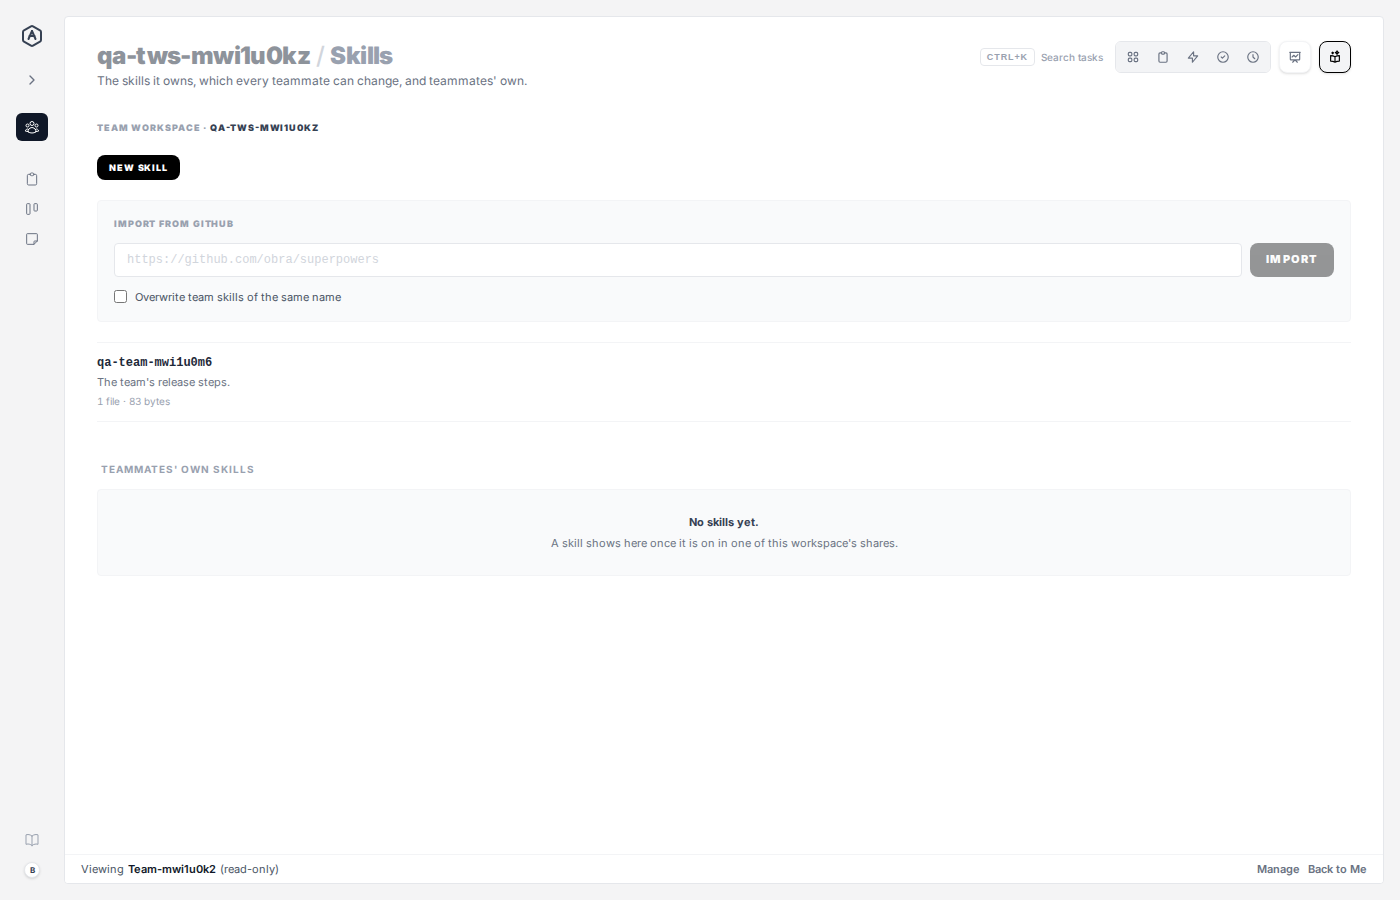 qa-tws-mwi1u0kz / Skills
The skills it owns, which every teammate can change, and teammates' own.
CTRL+K Search tasks
TEAM WORKSPACE · QA-TWS-MWI1U0KZ
NEW SKILL
IMPORT FROM GITHUB
https://github.com/obra/superpowers
IMPORT
Overwrite team skills of the same name
qa-team-mwi1u0m6
The team's release steps.
1 file · 83 bytes
TEAMMATES' OWN SKILLS
No skills yet.
A skill shows here once it is on in one of this workspace's shares.
B
Viewing Team-mwi1u0k2 (read-only)
Manage Back to Me